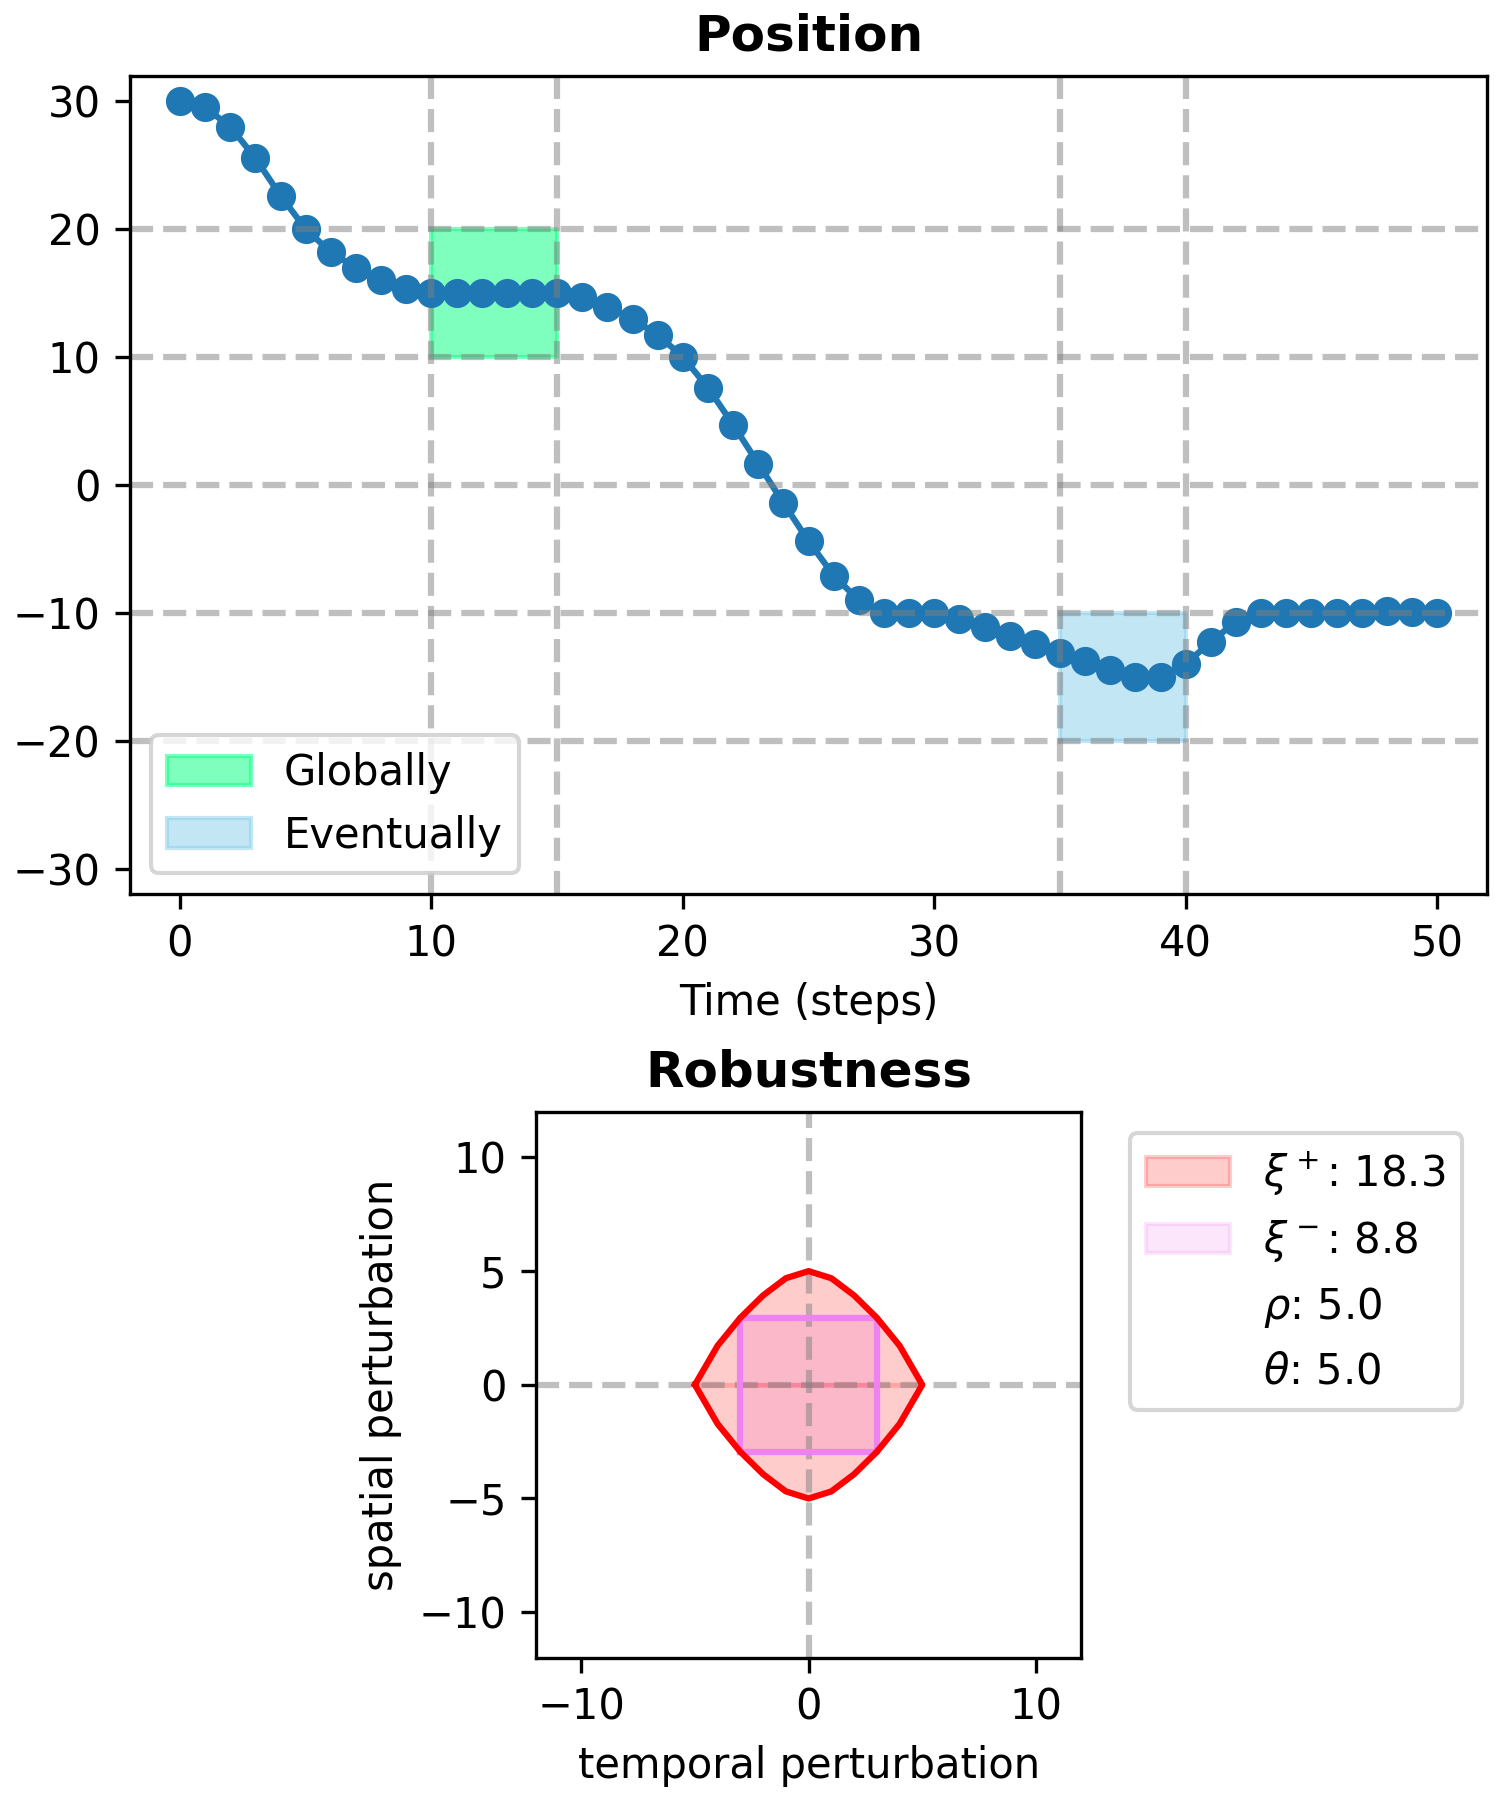 Position
30
20
10
0
−10
−20
−30
Globally
Eventually
0 10 20 30 40 50
Time (steps)
Robustness
spatial perturbation
10
5
0
−5
−10
−10 0 10
temporal perturbation
ξ⁺: 18.3
ξ⁻: 8.8
ρ: 5.0
θ: 5.0